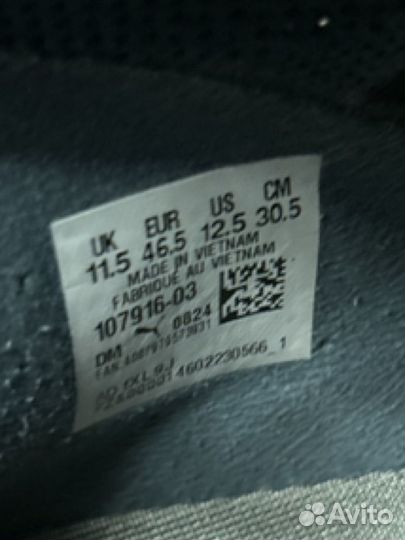 UK EUR US CM
11.5 46.5 12.5 30.5
MADE IN VIETNAM
FABRIQUE AU VIETNAM
107916-03
DM 0824
EAN:
4602230566_1
Avito